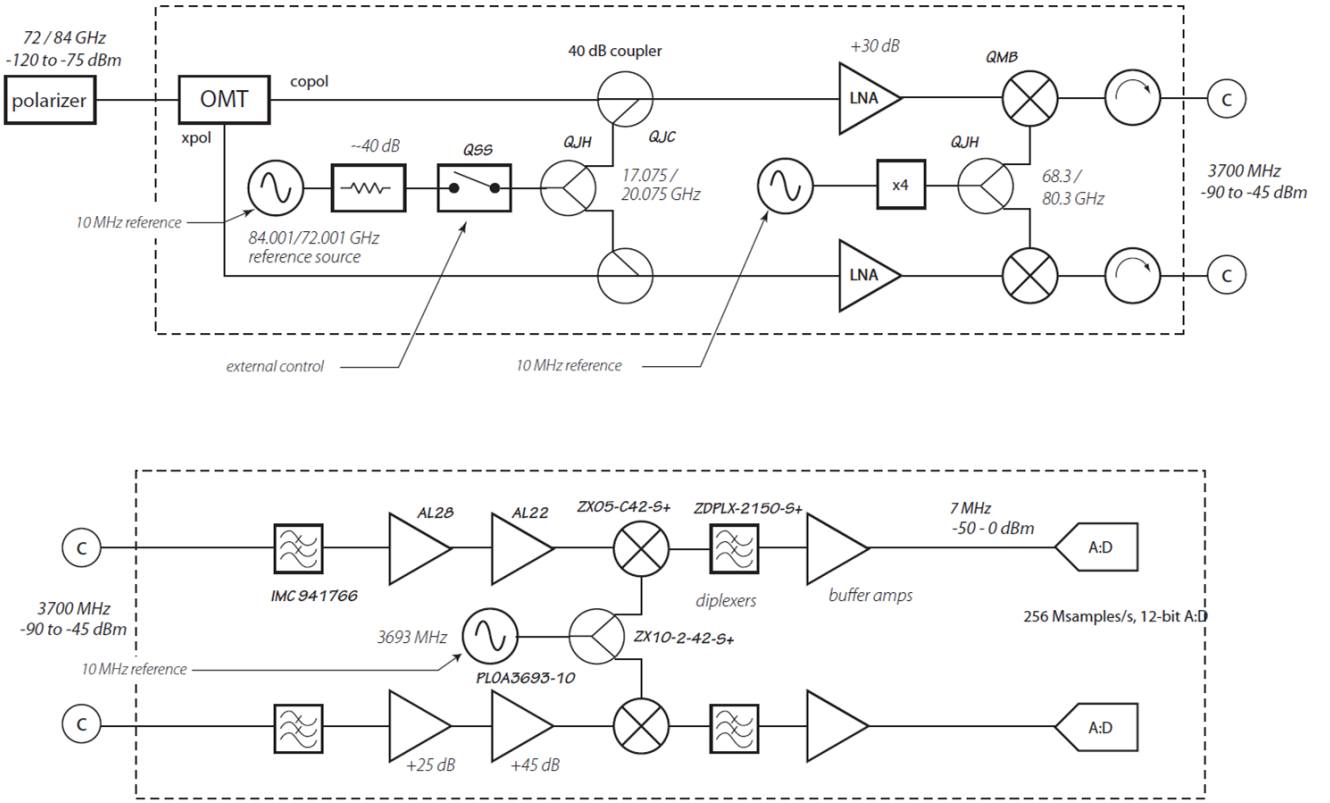 72 / 84 GHz
-120 to -75 dBm
polarizer
OMT
copol
xpol
40 dB coupler
+30 dB
LNA
QMB
C
~40 dB
QSS
QJH
QJC
17.075 /
20.075 GHz
QJH
x4
68.3 /
80.3 GHz
3700 MHz
-90 to -45 dBm
10 MHz reference
84.001/72.001 GHz
reference source
LNA
C
external control
10 MHz reference
C
IMC 941766
AL28
AL22
ZX05-C42-S+
ZDPLX-2150-S+
7 MHz
-50 - 0 dBm
A:D
diplexers
buffer amps
3700 MHz
-90 to -45 dBm
3693 MHz
ZX10-2-42-S+
256 Msamples/s, 12-bit A:D
10 MHz reference
PLOA3693-10
C
+25 dB
+45 dB
A:D